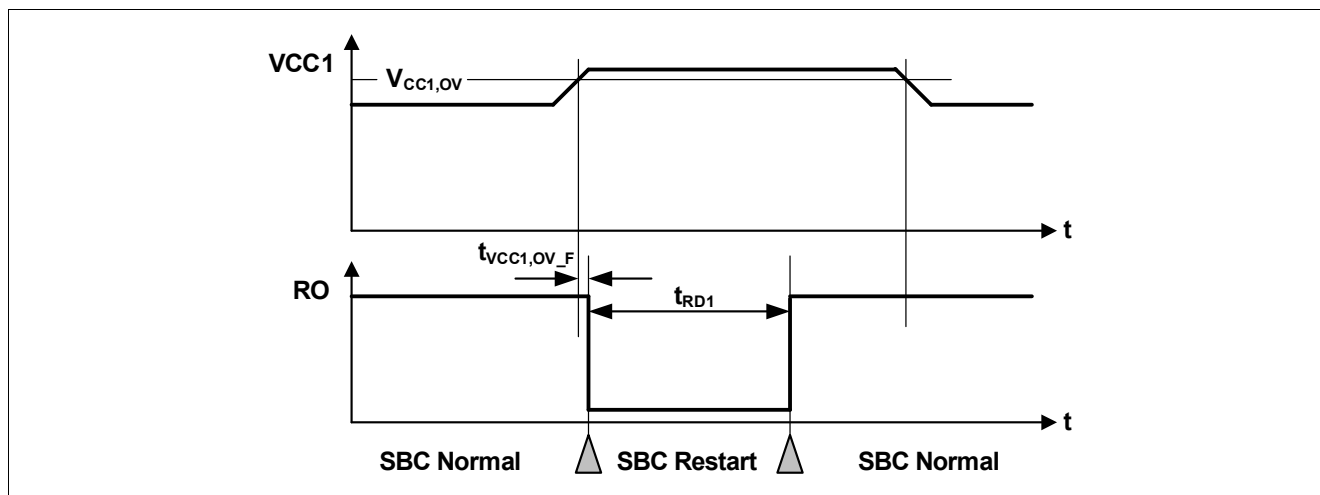 VCC1
VCC1,OV
t
tVCC1,OV_F
RO
tRD1
t
SBC Normal
SBC Restart
SBC Normal